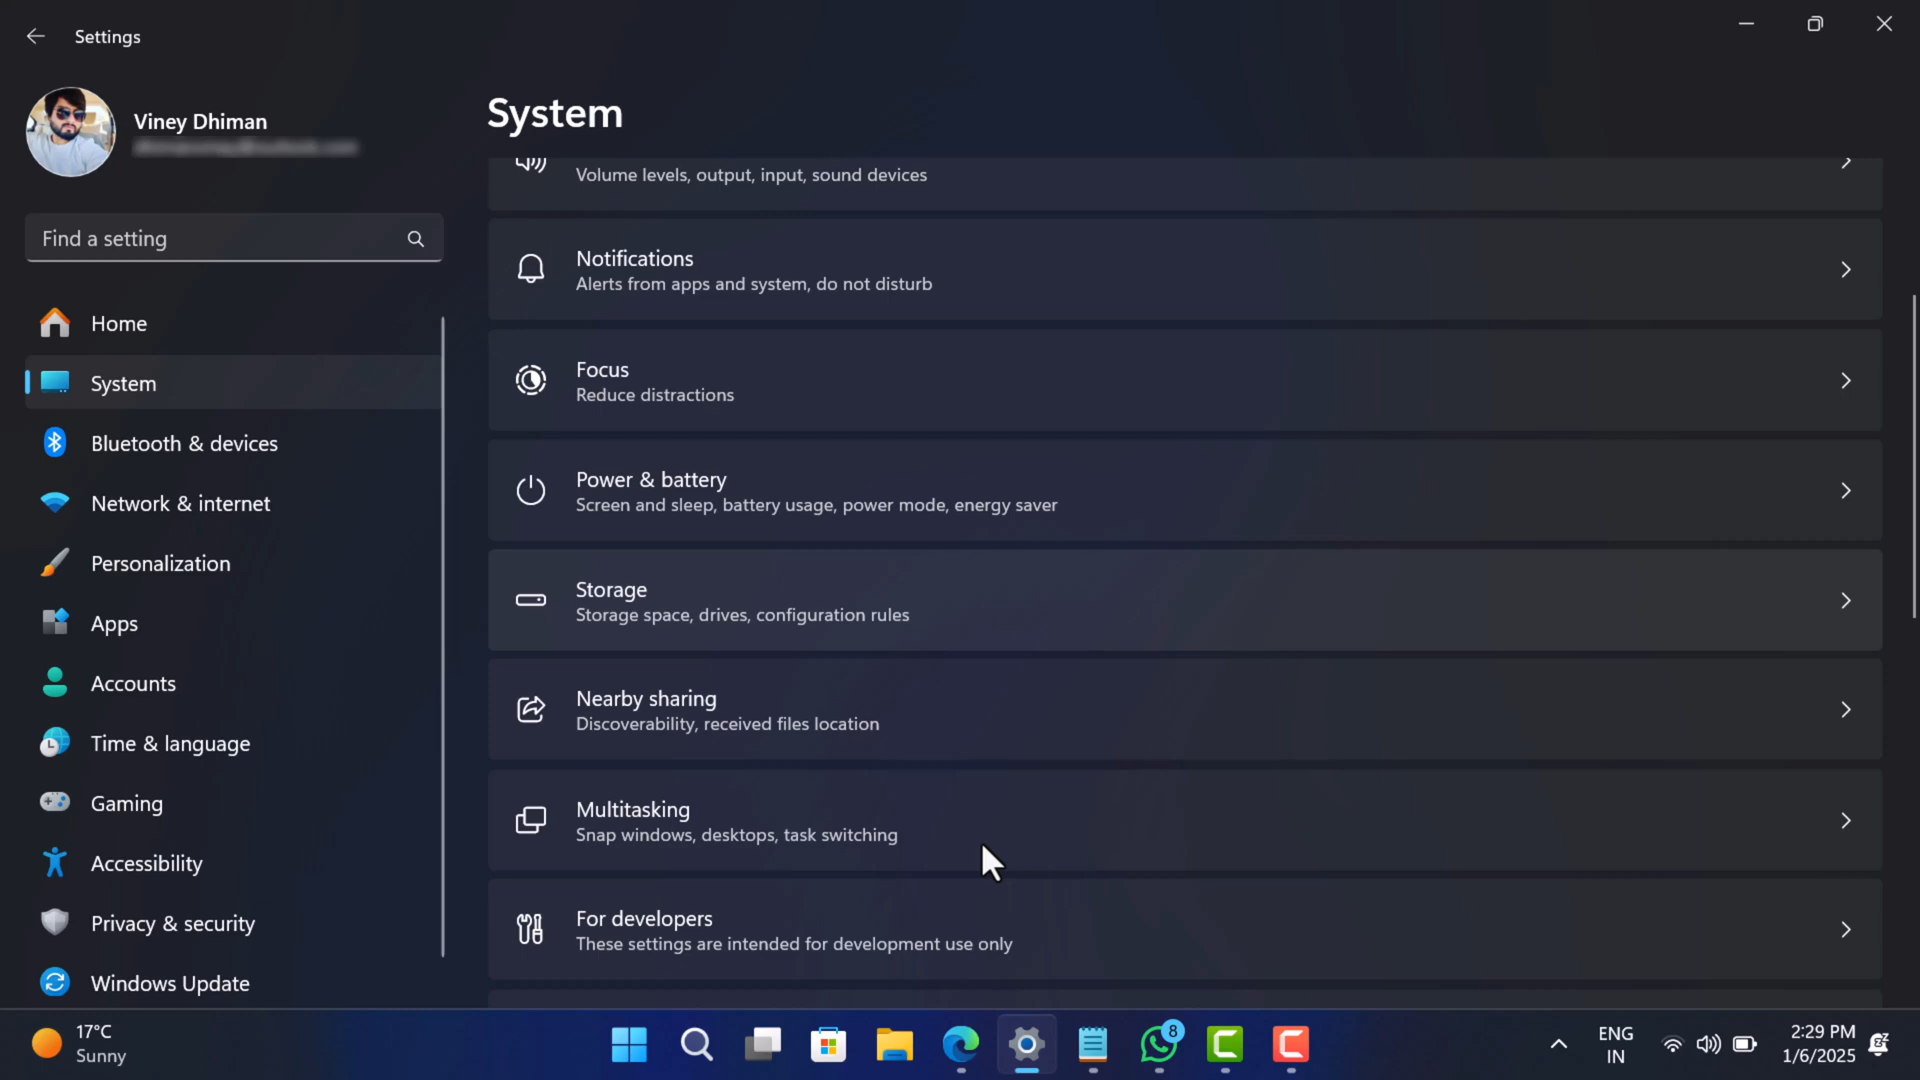 Settings
Viney Dhiman
Find a setting
Home
System
Bluetooth & devices
Network & internet
Personalization
Apps
Accounts
Time & language
Gaming
Accessibility
Privacy & security
Windows Update
System
Volume levels, output, input, sound devices
Notifications
Alerts from apps and system, do not disturb
Focus
Reduce distractions
Power & battery
Screen and sleep, battery usage, power mode, energy saver
Storage
Storage space, drives, configuration rules
Nearby sharing
Discoverability, received files location
Multitasking
Snap windows, desktops, task switching
For developers
These settings are intended for development use only
17°C
Sunny
8
ENG
IN
2:29 PM
1/6/2025